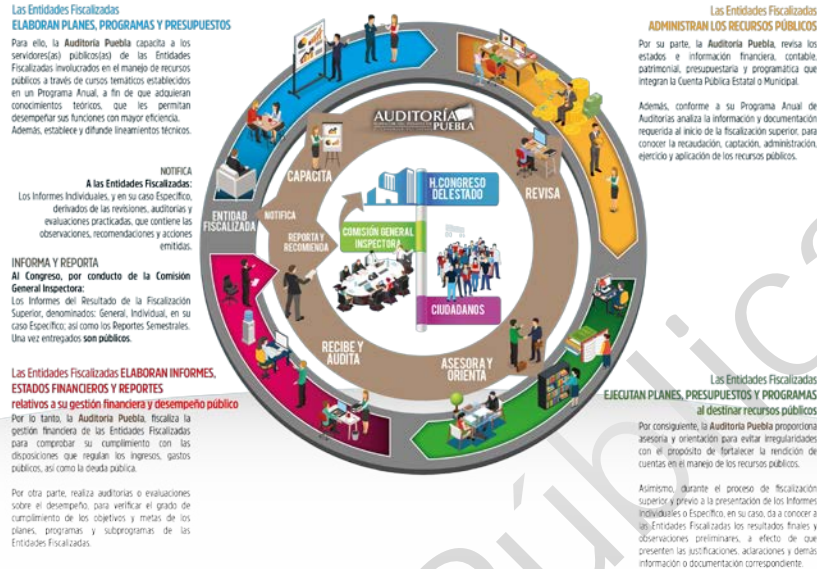 Las Entidades Fiscalizadas
ELABORAN PLANES, PROGRAMAS Y PRESUPUESTOS
Para ello, la Auditoría Puebla capacita a los
servidores(as) públicos(as) de las Entidades
Fiscalizadas involucrados en el manejo de recursos
públicos a través de cursos temáticos establecidos
en un Programa Anual, a fin de que adquieran
conocimientos teóricos, que les permitan
desempeñar sus funciones con mayor eficiencia.
Además, establece y difunde lineamientos técnicos.
NOTIFICA
A las Entidades Fiscalizadas:
Los Informes Individuales, y en su caso Específico,
derivados de las revisiones, auditorías y
evaluaciones practicadas, que contiene las
observaciones, recomendaciones y acciones
emitidas.
INFORMA Y REPORTA
Al Congreso, por conducto de la Comisión
General Inspectora:
Los Informes del Resultado de la Fiscalización
Superior, denominados: General, Individual, en su
caso Específico; así como los Reportes Semestrales.
Una vez entregados son públicos.
Las Entidades Fiscalizadas ELABORAN INFORMES,
ESTADOS FINANCIEROS Y REPORTES
relativos a su gestión financiera y desempeño público
Por lo tanto, la Auditoría Puebla, fiscaliza la
gestión financiera de las Entidades Fiscalizadas
para comprobar su cumplimiento con las
disposiciones que regulan los ingresos, gastos
públicos, así como la deuda pública.
Por otra parte, realiza auditorías o evaluaciones
sobre el desempeño, para verificar el grado de
cumplimiento de los objetivos y metas de los
planes, programas y subprogramas de las
Entidades Fiscalizadas.
AUDITORÍA
PUEBLA
CAPACITA
REVISA
H. CONGRESO
DEL ESTADO
ENTIDAD
FISCALIZADA
NOTIFICA
REPORTA Y
RECOMIENDA
COMISIÓN GENERAL
INSPECTORA
CIUDADANOS
RECIBE Y
AUDITA
ASESORA Y
ORIENTA
Las Entidades Fiscalizadas
ADMINISTRAN LOS RECURSOS PÚBLICOS
Por su parte, la Auditoría Puebla, revisa los
estados e información financiera, contable,
patrimonial, presupuestaria y programática que
integran la Cuenta Pública Estatal o Municipal.
Además, conforme a su Programa Anual de
Auditorías analiza la información y documentación
requerida al inicio de la fiscalización superior, para
conocer la recaudación, captación, administración,
ejercicio y aplicación de los recursos públicos.
Las Entidades Fiscalizadas
EJECUTAN PLANES, PRESUPUESTOS Y PROGRAMAS
al destinar recursos públicos
Por consiguiente, la Auditoría Puebla proporciona
asesoría y orientación para evitar irregularidades
con el propósito de fortalecer la rendición de
cuentas en el manejo de los recursos públicos.
Asimismo, durante el proceso de fiscalización
superior y previo a la presentación de los Informes
Individuales o Específico, en su caso, da a conocer a
las Entidades Fiscalizadas los resultados finales y
observaciones preliminares, a efecto de que
presenten las justificaciones, aclaraciones y demás
información o documentación correspondiente.